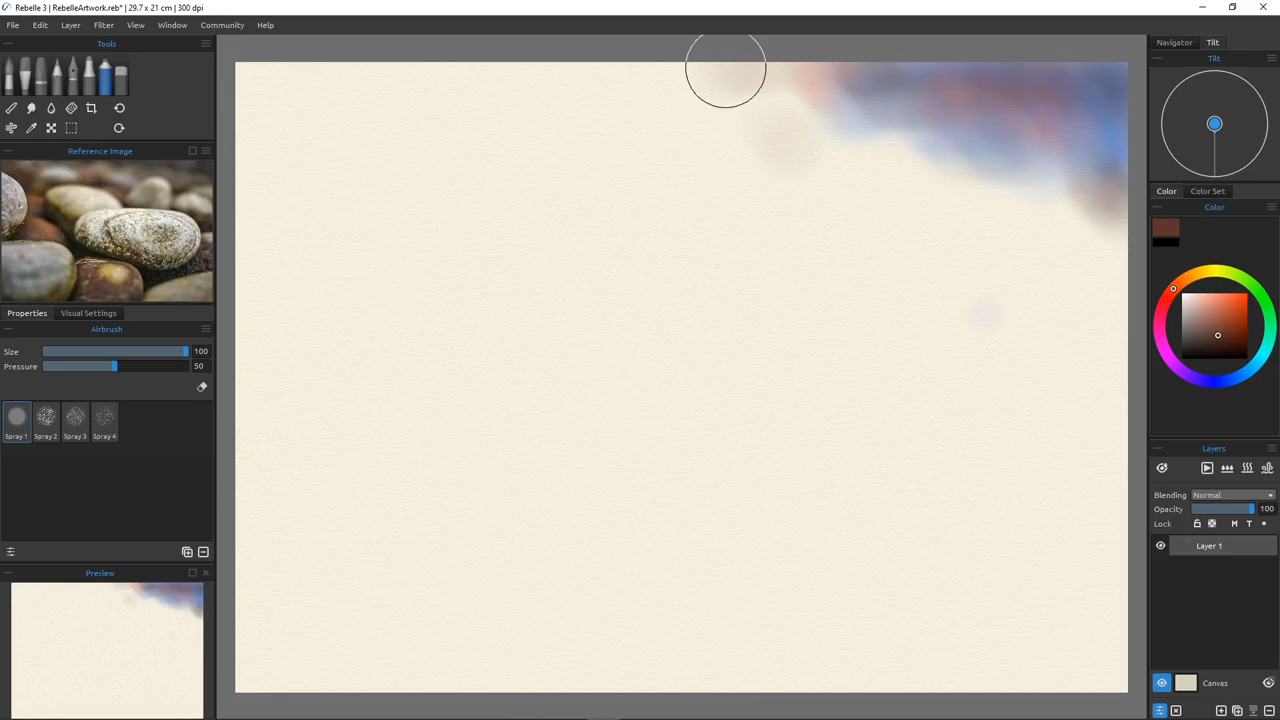 Rebelle 3 | RebelleArtwork.reb* | 29.7 x 21 cm | 300 dpi
File Edit Layer Filter View Window Community Help
Tools
Reference Image
Properties Visual Settings
Airbrush
Size 100
Pressure 50
Spray 1 Spray 2 Spray 3 Spray 4
Preview
Navigator Tilt
Tilt
Color Color Set
Color
Layers
Blending Normal
Opacity 100
Lock M T
Layer 1
Canvas